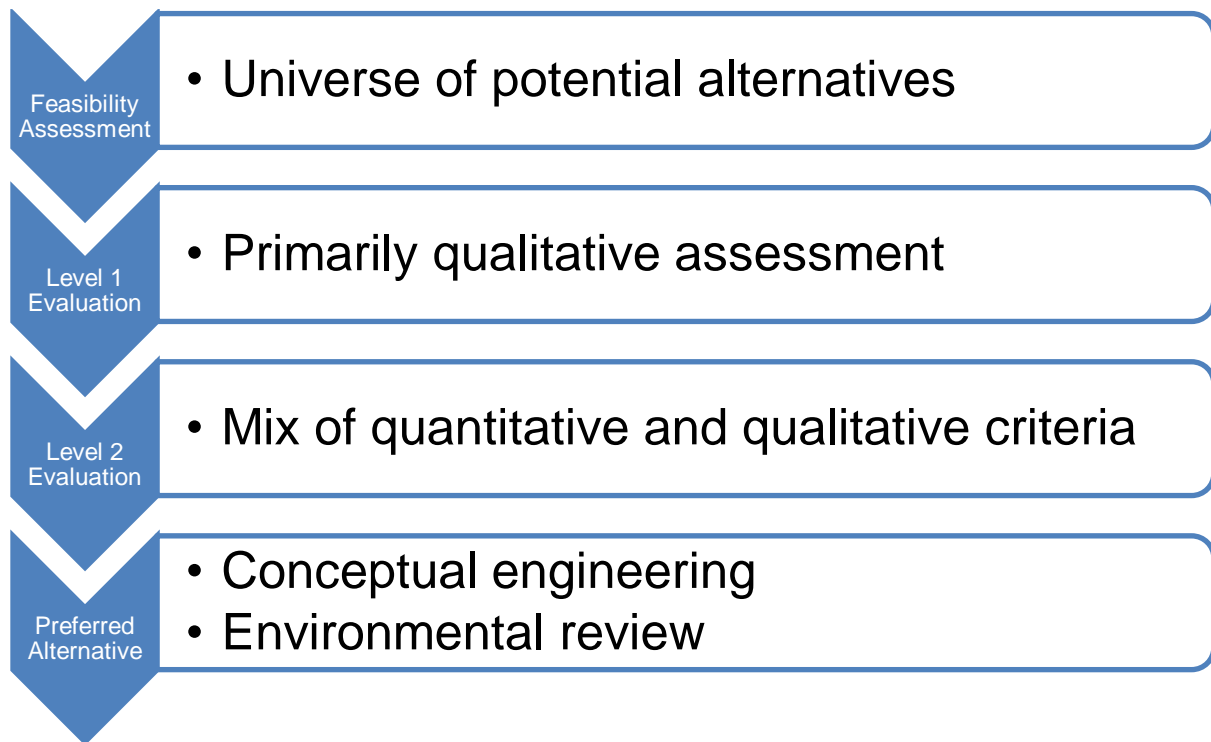 Feasibility
Assessment
• Universe of potential alternatives
Level 1
Evaluation
• Primarily qualitative assessment
Level 2
Evaluation
• Mix of quantitative and qualitative criteria
Preferred
Alternative
• Conceptual engineering
• Environmental review